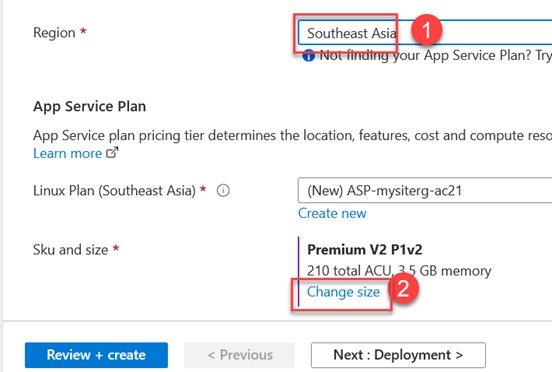 Region *
Southeast Asia
1
Not finding your App Service Plan? Try
App Service Plan
App Service plan pricing tier determines the location, features, cost and compute reso
Learn more
Linux Plan (Southeast Asia) *
(New) ASP-mysiterg-ac21
Create new
Sku and size *
Premium V2 P1v2
210 total ACU, 3.5 GB memory
Change size
2
Review + create
< Previous
Next : Deployment >